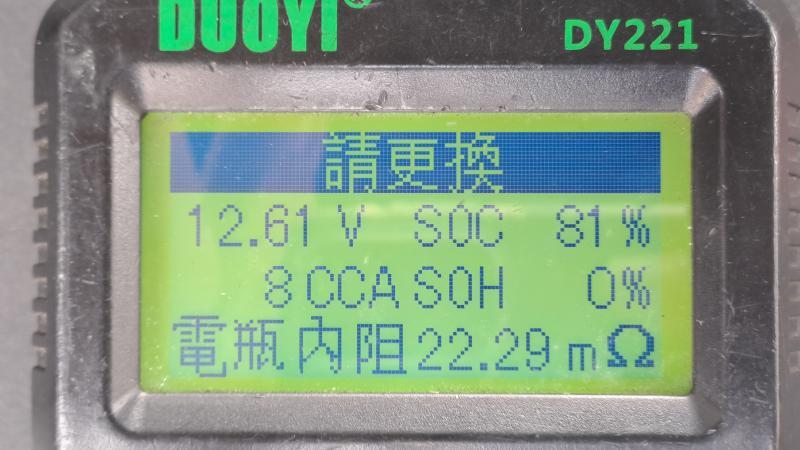 DUOYI®
DY221
請更換
12.61 V SOC 81%
8 CCA SOH 0%
電瓶內阻 22.29 mΩ